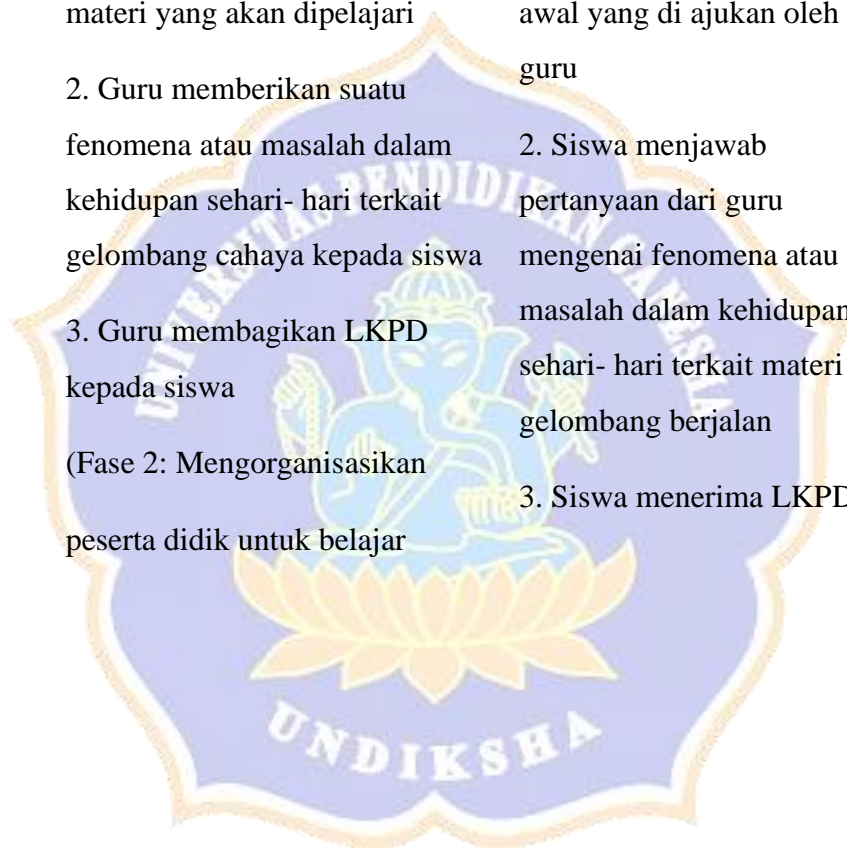 materi yang akan dipelajari
2. Guru memberikan suatu
fenomena atau masalah dalam
kehidupan sehari- hari terkait
gelombang cahaya kepada siswa
3. Guru membagikan LKPD
kepada siswa
(Fase 2: Mengorganisasikan
peserta didik untuk belajar
awal yang di ajukan oleh
guru
2. Siswa menjawab
pertanyaan dari guru
mengenai fenomena atau
masalah dalam kehidupan
sehari- hari terkait materi
gelombang berjalan
3. Siswa menerima LKPD
UNIVERSITAS PENDIDIKAN GANESHA
UNDIKSHA